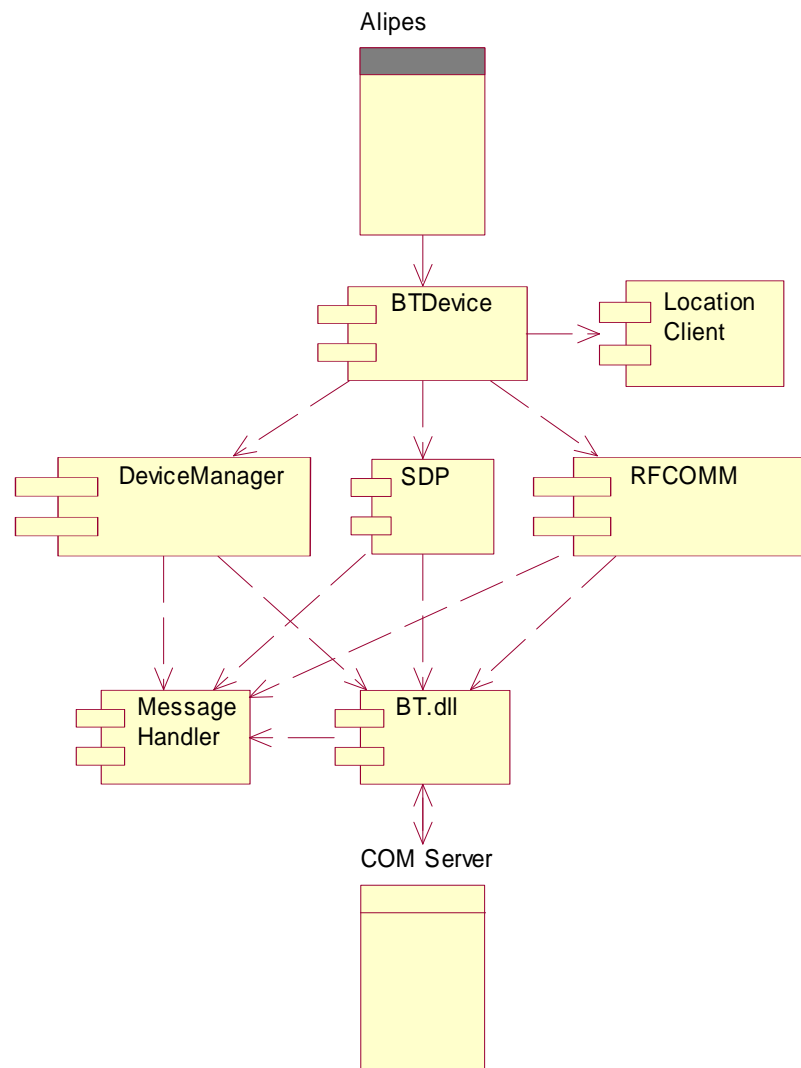 Alipes
BTDevice
Location
Client
DeviceManager
SDP
RFCOMM
Message
Handler
BT.dll
COM Server